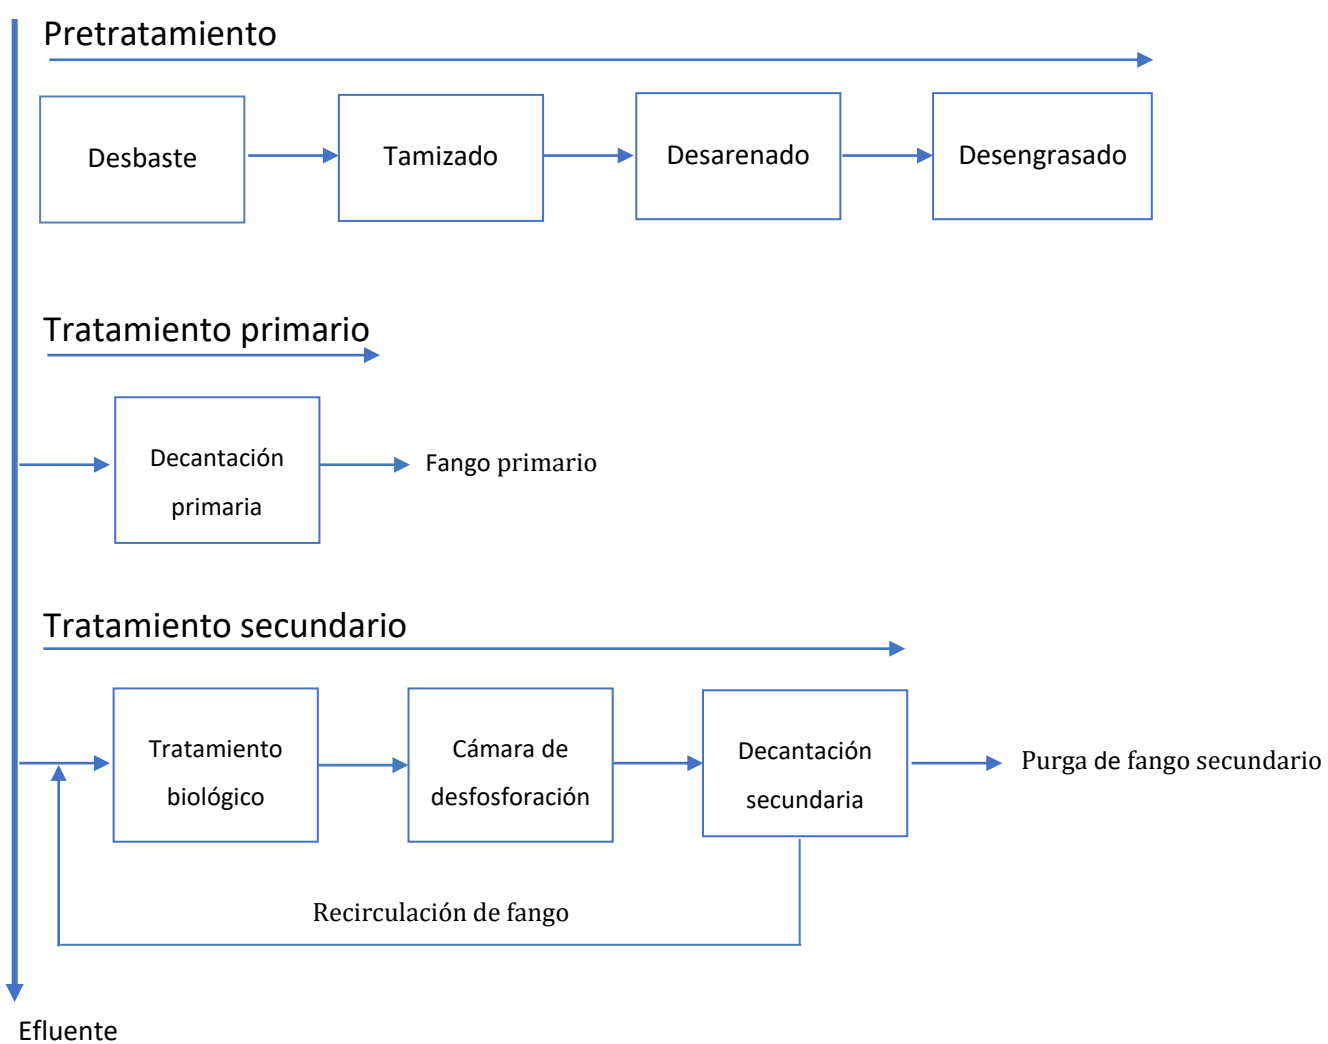 Pretratamiento
Desbaste
Tamizado
Desarenado
Desengrasado
Tratamiento primario
Decantación
primaria
Fango primario
Tratamiento secundario
Tratamiento
biológico
Cámara de
desfosforación
Decantación
secundaria
Purga de fango secundario
Recirculación de fango
Efluente